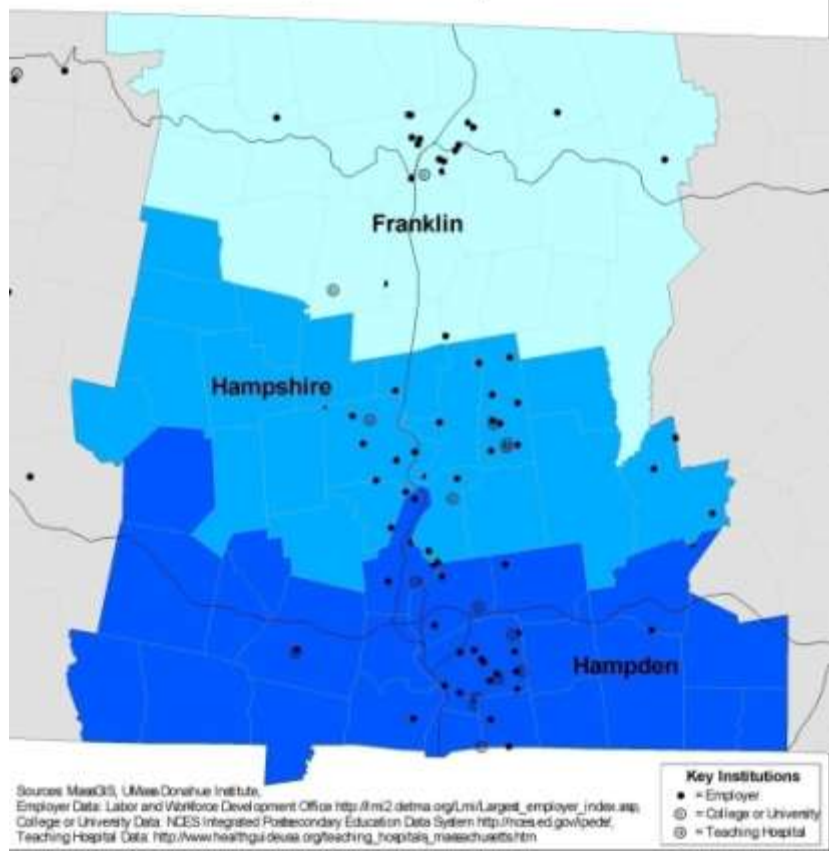 Franklin
Hampshire
Hampden
Sources: MassGIS, UMass Donahue Institute,
Employer Data: Labor and Workforce Development Office http://lmi2.detma.org/Lmi/Largest_employer_index.asp,
College or University Data: NCES Integrated Postsecondary Education Data System http://nces.ed.gov/ipeds/,
Teaching Hospital Data: http://www.healthguideusa.org/teaching_hospitals_massachusetts.htm
Key Institutions
= Employer
= College or University
= Teaching Hospital